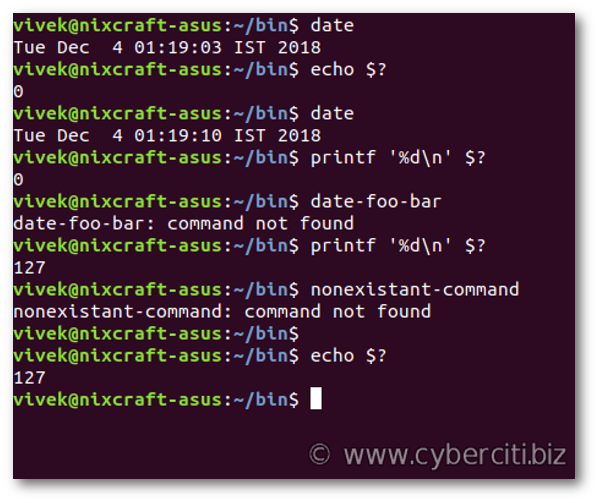 vivek@nixcraft-asus:~/bin$ date
Tue Dec  4 01:19:03 IST 2018
vivek@nixcraft-asus:~/bin$ echo $?
0
vivek@nixcraft-asus:~/bin$ date
Tue Dec  4 01:19:10 IST 2018
vivek@nixcraft-asus:~/bin$ printf '%d\n' $?
0
vivek@nixcraft-asus:~/bin$ date-foo-bar
date-foo-bar: command not found
vivek@nixcraft-asus:~/bin$ printf '%d\n' $?
127
vivek@nixcraft-asus:~/bin$ nonexistant-command
nonexistant-command: command not found
vivek@nixcraft-asus:~/bin$
vivek@nixcraft-asus:~/bin$ echo $?
127
vivek@nixcraft-asus:~/bin$
© www.cyberciti.biz